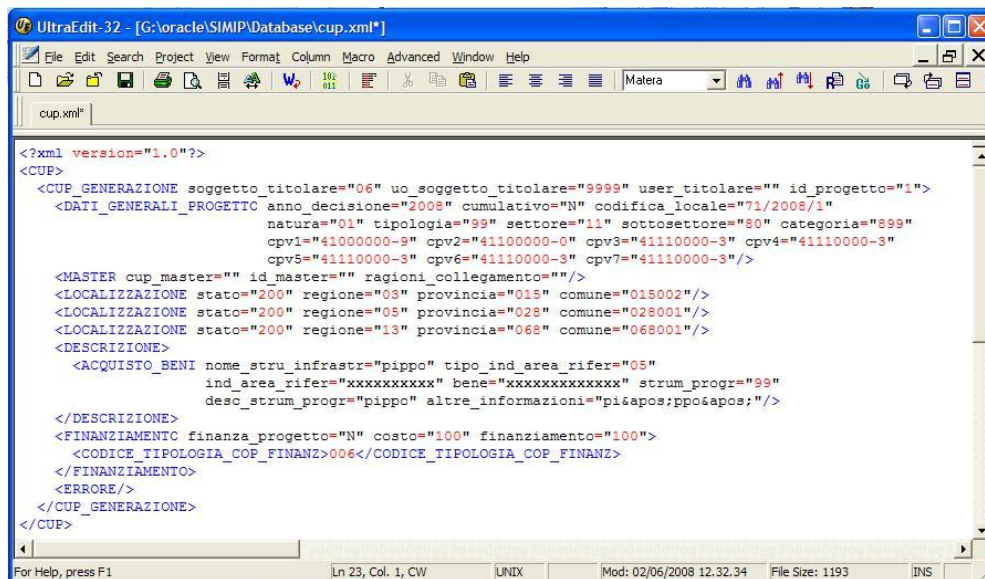 UltraEdit-32 - [G:\oracle\SIMIP\Database\cup.xml*]
File Edit Search Project View Format Column Macro Advanced Window Help
Matera
cup.xml*
<?xml version="1.0"?>
<CUP>
<CUP_GENERAZIONE soggetto_titolare="06" uo_soggetto_titolare="9999" user_titolare="" id_progetto="1">
<DATI_GENERALI_PROGETTO anno_decisione="2008" cumulativo="N" codifica_locale="71/2008/1"
natura="01" tipologia="99" settore="11" sottosettore="80" categoria="899"
cpv1="41000000-9" cpv2="41100000-0" cpv3="41110000-3" cpv4="41110000-3"
cpv5="41110000-3" cpv6="41110000-3" cpv7="41110000-3"/>
<MASTER cup_master="" id_master="" ragioni_collegamento=""/>
<LOCALIZZAZIONE stato="200" regione="03" provincia="015" comune="015002"/>
<LOCALIZZAZIONE stato="200" regione="05" provincia="028" comune="028001"/>
<LOCALIZZAZIONE stato="200" regione="13" provincia="068" comune="068001"/>
<DESCRIZIONE>
<ACQUISTO_BENI nome_stru_infrastr="pippo" tipo_ind_area_rifer="05"
ind_area_rifer="xxxxxxxxxx" bene="xxxxxxxxxxxxx" strum_progr="99"
desc_strum_progr="pippo" altre_informazioni="pi&apos;ppo&apos;"/>
</DESCRIZIONE>
<FINANZIAMENTO finanza_progetto="N" costo="100" finanziamento="100">
<CODICE_TIPOLOGIA_COP_FINANZ>006</CODICE_TIPOLOGIA_COP_FINANZ>
</FINANZIAMENTO>
<ERRORE/>
</CUP_GENERAZIONE>
</CUP>
For Help, press F1 Ln 23, Col. 1, CW UNIX Mod: 02/06/2008 12.32.34 File Size: 1193 INS